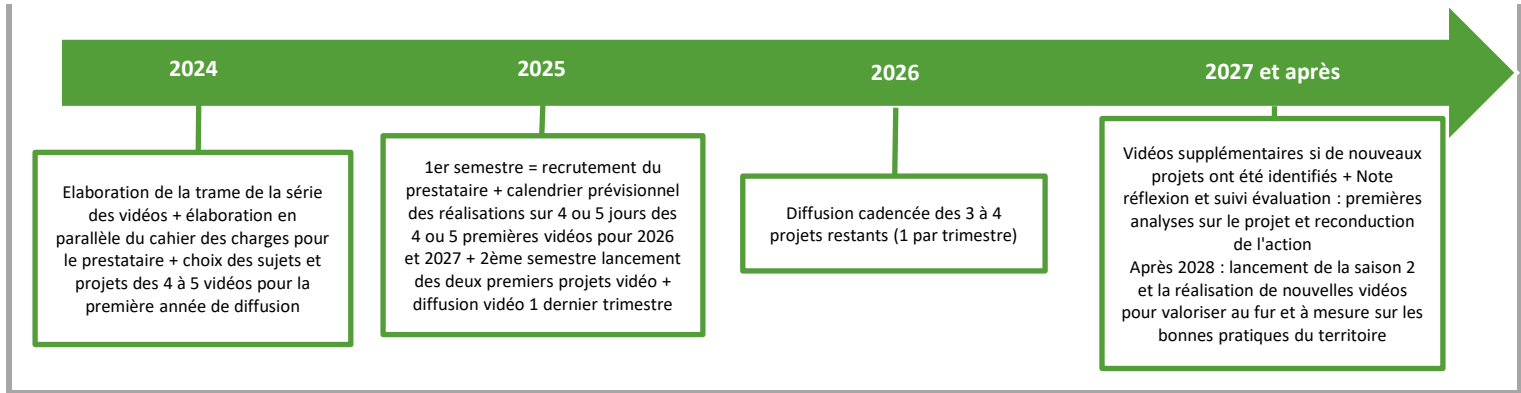 2024
2025
2026
2027 et après
Elaboration de la trame de la série
des vidéos + élaboration en
parallèle du cahier des charges pour
le prestataire + choix des sujets et
projets des 4 à 5 vidéos pour la
première année de diffusion
1er semestre = recrutement du
prestataire + calendrier prévisionnel
des réalisations sur 4 ou 5 jours des
4 ou 5 premières vidéos pour 2026
et 2027 + 2ème semestre lancement
des deux premiers projets vidéo +
diffusion vidéo 1 dernier trimestre
Diffusion cadencée des 3 à 4
projets restants (1 par trimestre)
Vidéos supplémentaires si de nouveaux
projets ont été identifiés + Note
réflexion et suivi évaluation : premières
analyses sur le projet et reconduction
de l'action
Après 2028 : lancement de la saison 2
et la réalisation de nouvelles vidéos
pour valoriser au fur et à mesure sur les
bonnes pratiques du territoire